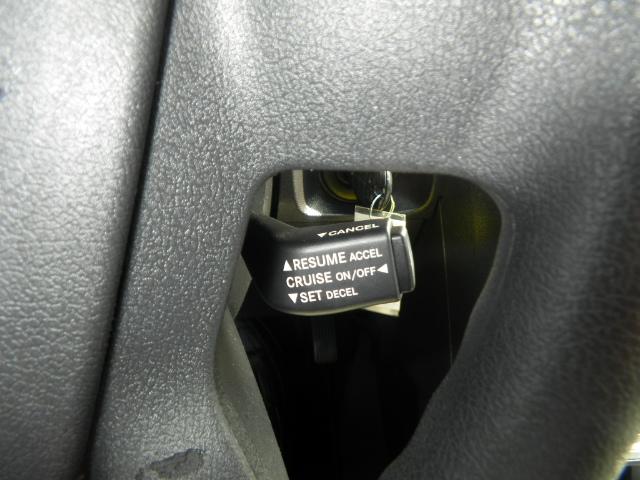 ▼CANCEL
▲RESUME ACCEL
CRUISE ON/OFF◀
▼SET DECEL